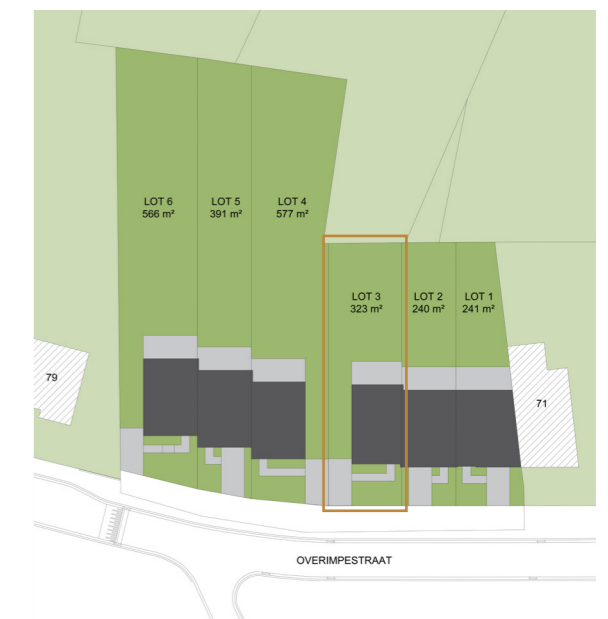 LOT 6
566 m²
LOT 5
391 m²
LOT 4
577 m²
LOT 3
323 m²
LOT 2
240 m²
LOT 1
241 m²
79
71
OVERIMPESTRAAT